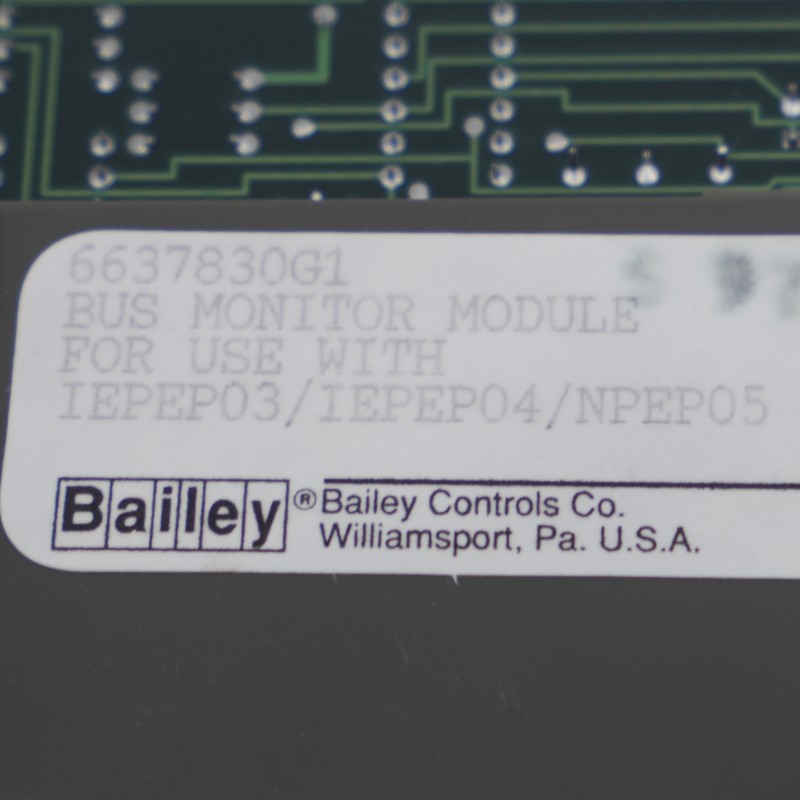 6637830G1
BUS MONITOR MODULE
FOR USE WITH
IEPEP03/IEPEP04/NPEP05
Bailey® Bailey Controls Co.
Williamsport, Pa. U.S.A.